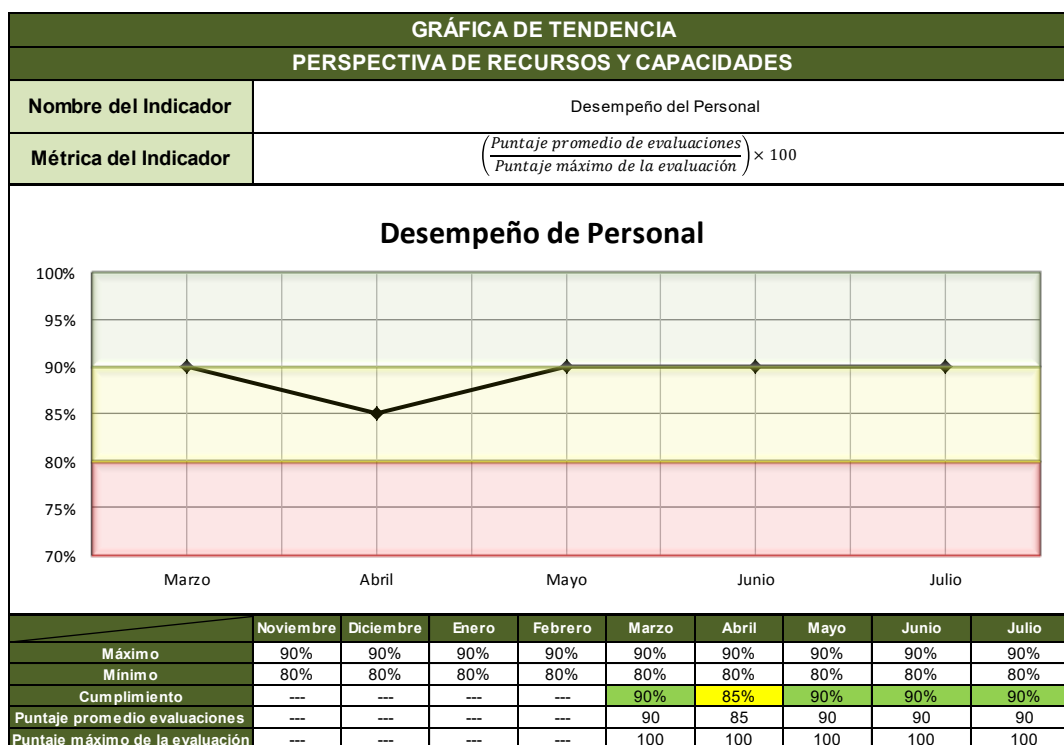 GRÁFICA DE TENDENCIA
PERSPECTIVA DE RECURSOS Y CAPACIDADES
Nombre del Indicador Desempeño del Personal
Métrica del Indicador (Puntaje promedio de evaluaciones / Puntaje máximo de la evaluación) × 100
Desempeño de Personal
100%
95%
90%
85%
80%
75%
70%
Marzo Abril Mayo Junio Julio
Noviembre Diciembre Enero Febrero Marzo Abril Mayo Junio Julio
Máximo 90% 90% 90% 90% 90% 90% 90% 90% 90%
Mínimo 80% 80% 80% 80% 80% 80% 80% 80% 80%
Cumplimiento --- --- --- --- 90% 85% 90% 90% 90%
Puntaje promedio evaluaciones --- --- --- --- 90 85 90 90 90
Puntaje máximo de la evaluación --- --- --- --- 100 100 100 100 100